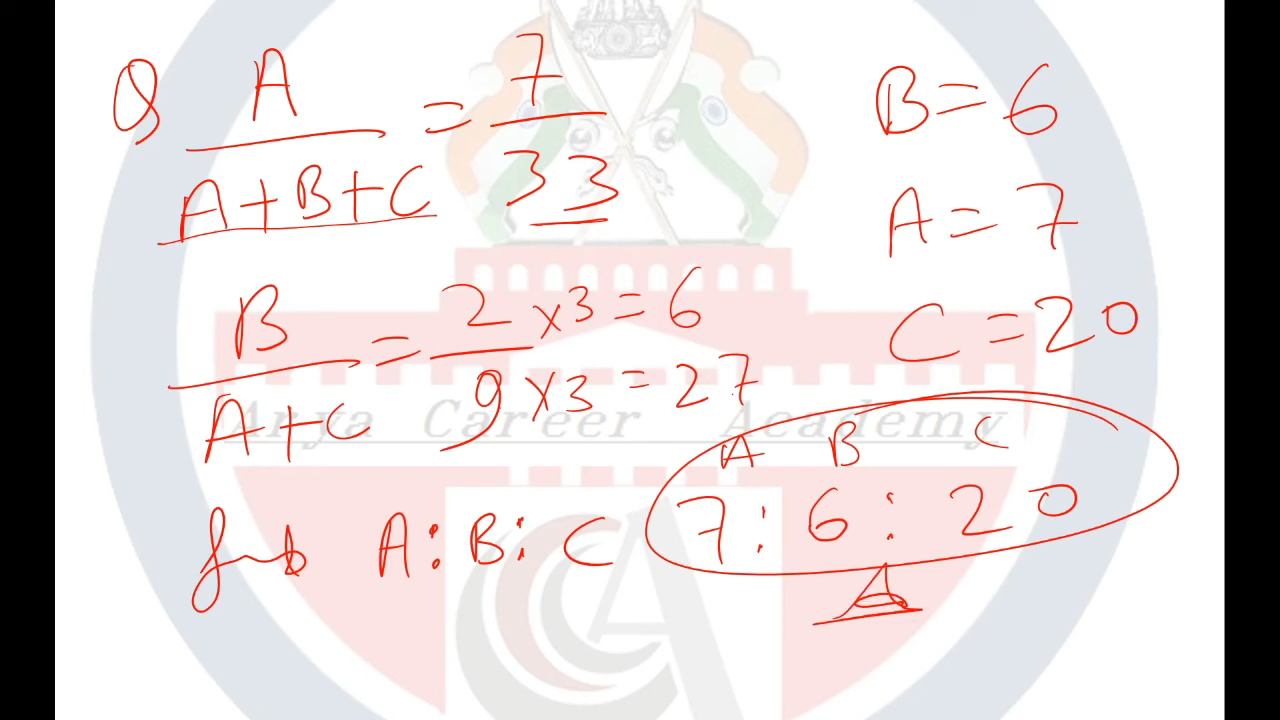 Q A/(A+B+C) = 7/33
B/(A+C) = 2/9 ×3 = 6 ×3 = 27
find A:B:C
B = 6
A = 7
C = 20
A B C
7 : 6 : 20
Arya Career Academy